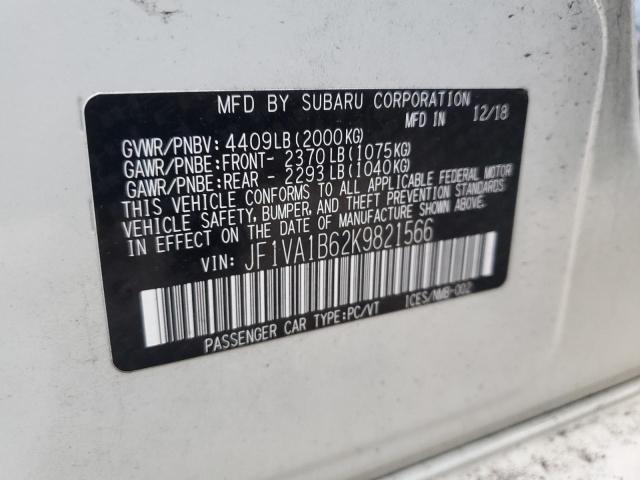 MFD BY SUBARU CORPORATION
MFD IN 12/18
GVWR/PNBV: 4409LB(2000KG)
GAWR/PNBE:FRONT- 2370LB(1075KG)
GAWR/PNBE:REAR - 2293LB(1040KG)
THIS VEHICLE CONFORMS TO ALL APPLICABLE FEDERAL MOTOR
VEHICLE SAFETY, BUMPER, AND THEFT PREVENTION STANDARDS
IN EFFECT ON THE DATE OF MANUFACTURE SHOWN ABOVE.
VIN: JF1VA1B62K9821566
PASSENGER CAR TYPE:PC/VT ICES/NMB-002